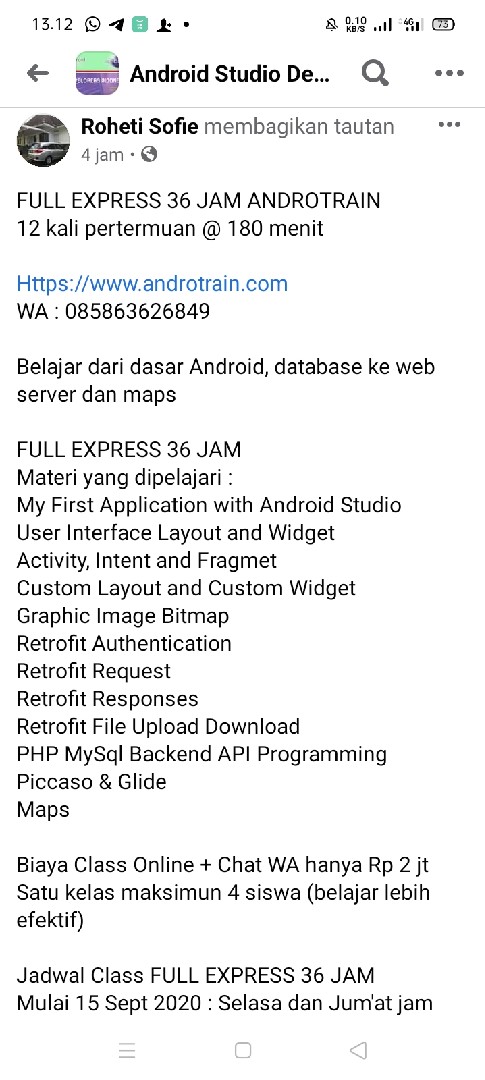 13.12
0.10
KB/S
4G
73
Android Studio De...
Roheti Sofie membagikan tautan
4 jam
FULL EXPRESS 36 JAM ANDROTRAIN
12 kali pertermuan @ 180 menit
Https://www.androtrain.com
WA : 085863626849
Belajar dari dasar Android, database ke web
server dan maps
FULL EXPRESS 36 JAM
Materi yang dipelajari :
My First Application with Android Studio
User Interface Layout and Widget
Activity, Intent and Fragmet
Custom Layout and Custom Widget
Graphic Image Bitmap
Retrofit Authentication
Retrofit Request
Retrofit Responses
Retrofit File Upload Download
PHP MySql Backend API Programming
Piccaso & Glide
Maps
Biaya Class Online + Chat WA hanya Rp 2 jt
Satu kelas maksimun 4 siswa (belajar lebih
efektif)
Jadwal Class FULL EXPRESS 36 JAM
Mulai 15 Sept 2020 : Selasa dan Jum'at jam